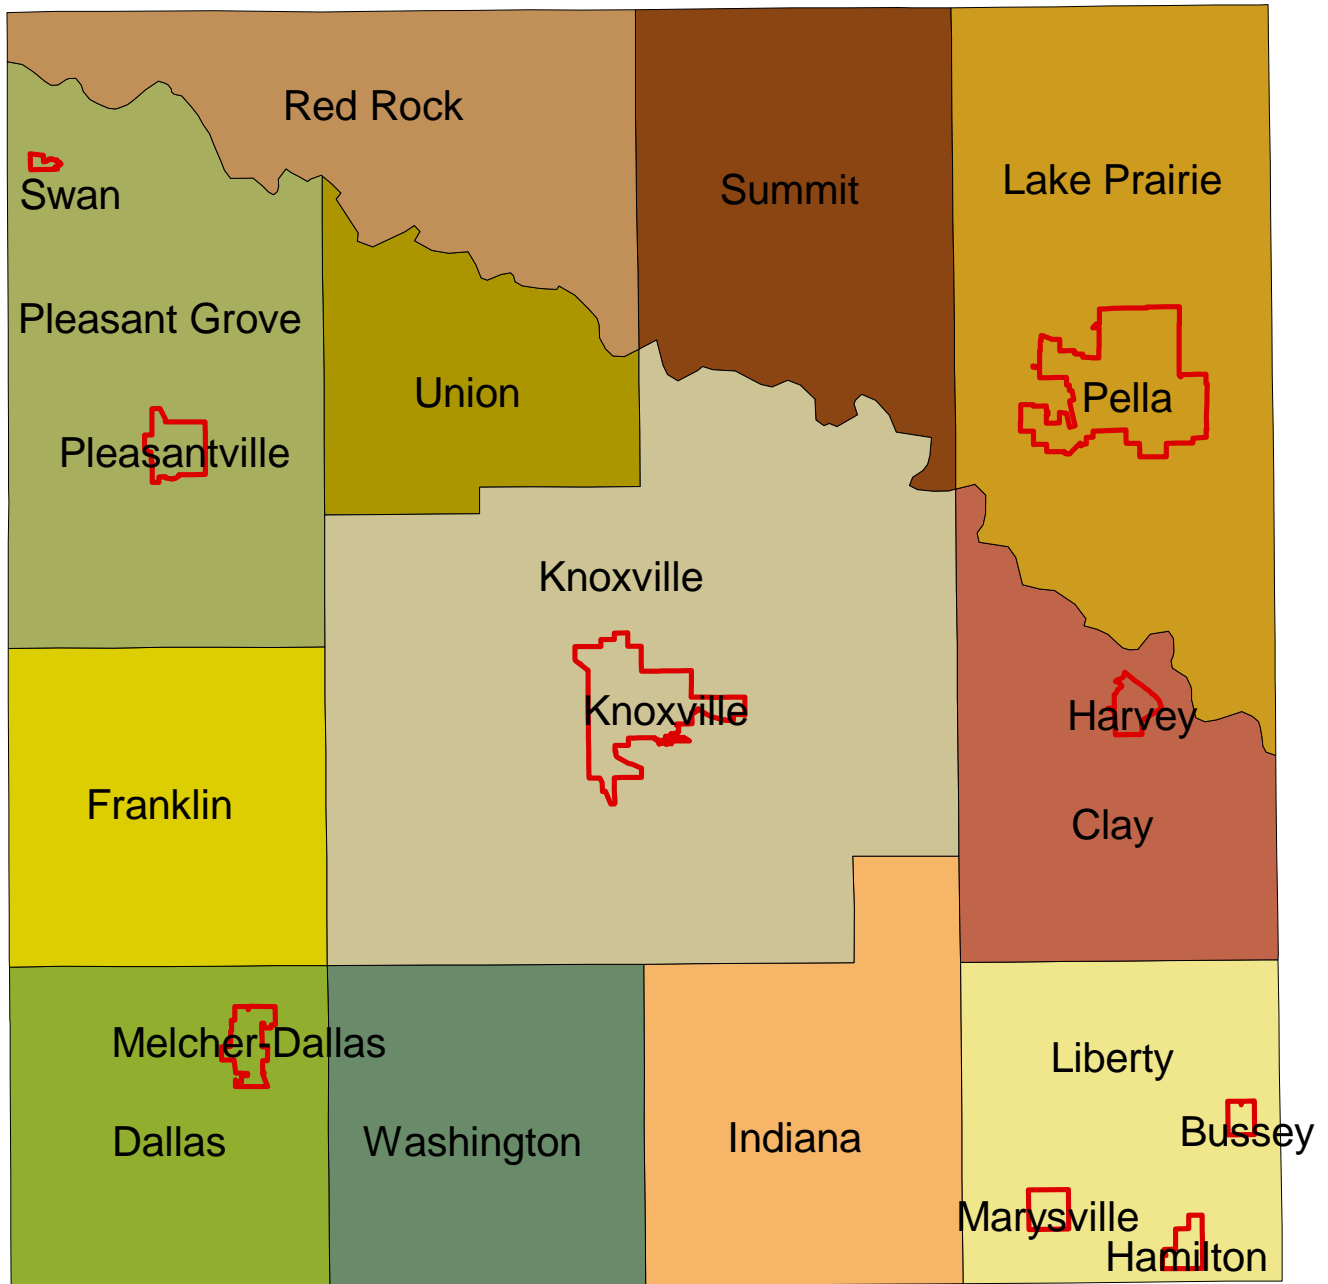 Red Rock
Summit
Lake Prairie
Swan
Pleasant Grove
Union
Pella
Pleasantville
Knoxville
Knoxville
Harvey
Franklin
Clay
Melcher-Dallas
Liberty
Dallas
Washington
Indiana
Bussey
Marysville
Hamilton